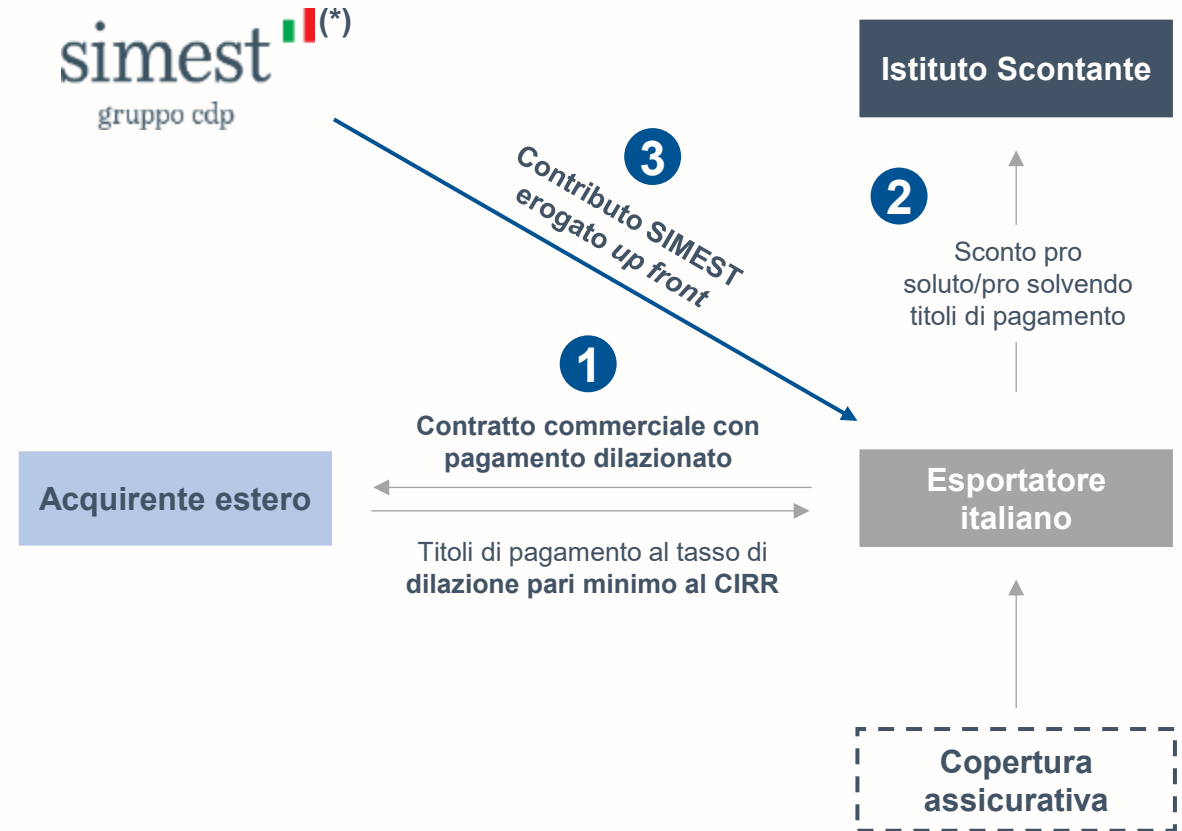 simest (*)
gruppo cdp
Istituto Scontante
3
Contributo SIMEST
erogato up front
2
Sconto pro
soluto/pro solvendo
titoli di pagamento
1
Contratto commerciale con
pagamento dilazionato
Acquirente estero
Esportatore
italiano
Titoli di pagamento al tasso di
dilazione pari minimo al CIRR
Copertura
assicurativa